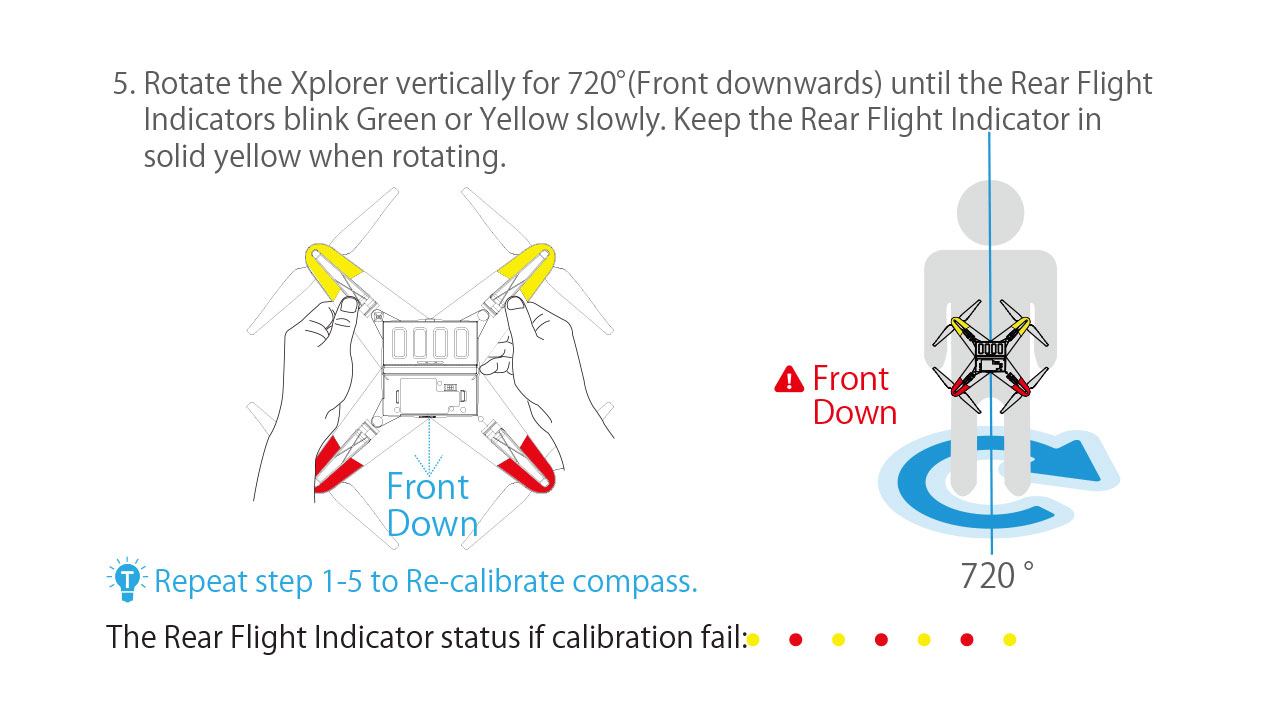 5. Rotate the Xplorer vertically for 720°(Front downwards) until the Rear Flight
Indicators blink Green or Yellow slowly. Keep the Rear Flight Indicator in
solid yellow when rotating.
Front
Down
Front
Down
720 °
T
Repeat step 1-5 to Re-calibrate compass.
The Rear Flight Indicator status if calibration fail: